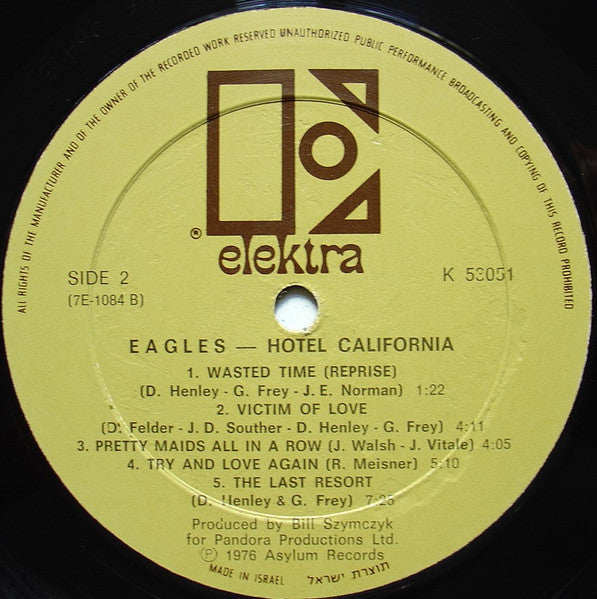 ALL RIGHTS OF THE MANUFACTURER AND OF THE OWNER OF THE RECORDED WORK RESERVED UNAUTHORIZED PUBLIC PERFORMANCE BROADCASTING AND COPYING OF THIS RECORD PROHIBITED
® elektra
SIDE 2
(7E-1084 B)
K 53051
EAGLES — HOTEL CALIFORNIA
1. WASTED TIME (REPRISE)
(D. Henley - G. Frey - J.E. Norman) 1:22
2. VICTIM OF LOVE
(D. Felder - J.D. Souther - D. Henley - G. Frey) 4:11
3. PRETTY MAIDS ALL IN A ROW (J. Walsh - J. Vitale) 4:05
4. TRY AND LOVE AGAIN (R. Meisner) 5:10
5. THE LAST RESORT
(D. Henley & G. Frey) 7:25
Produced by Bill Szymczyk
for Pandora Productions Ltd.
Ⓟ 1976 Asylum Records
MADE IN ISRAEL תוצרת ישראל